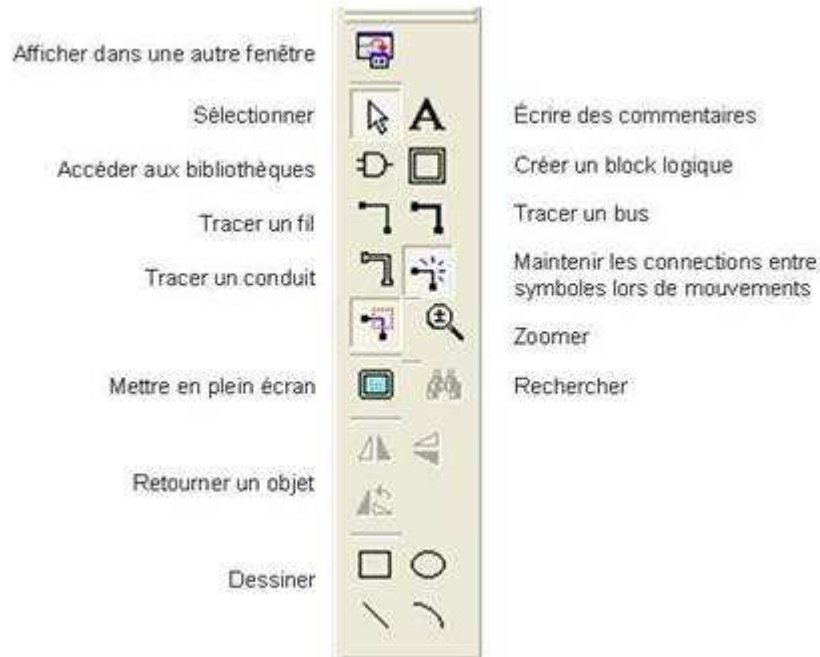 Afficher dans une autre fenêtre
Sélectionner
Écrire des commentaires
Accéder aux bibliothèques
Créer un block logique
Tracer un fil
Tracer un bus
Tracer un conduit
Maintenir les connections entre
symboles lors de mouvements
Zoomer
Mettre en plein écran
Rechercher
Retourner un objet
Dessiner